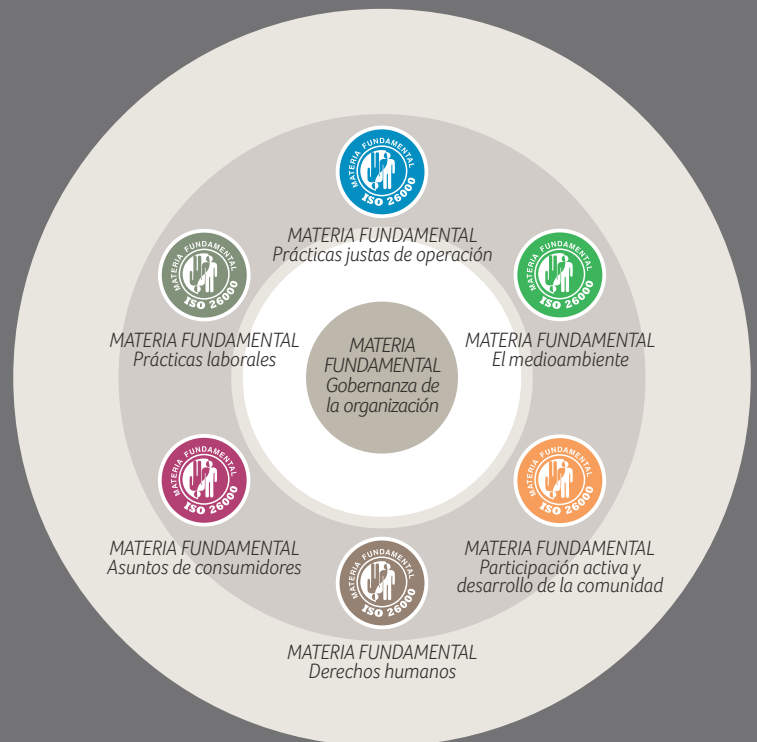 MATERIA FUNDAMENTAL
ISO 26000
MATERIA FUNDAMENTAL
Prácticas justas de operación
MATERIA FUNDAMENTAL
ISO 26000
MATERIA FUNDAMENTAL
Prácticas laborales
MATERIA FUNDAMENTAL
ISO 26000
MATERIA FUNDAMENTAL
El medioambiente
MATERIA
FUNDAMENTAL
Gobernanza de
la organización
MATERIA FUNDAMENTAL
ISO 26000
MATERIA FUNDAMENTAL
Asuntos de consumidores
MATERIA FUNDAMENTAL
ISO 26000
MATERIA FUNDAMENTAL
Participación activa y
desarrollo de la comunidad
MATERIA FUNDAMENTAL
ISO 26000
MATERIA FUNDAMENTAL
Derechos humanos